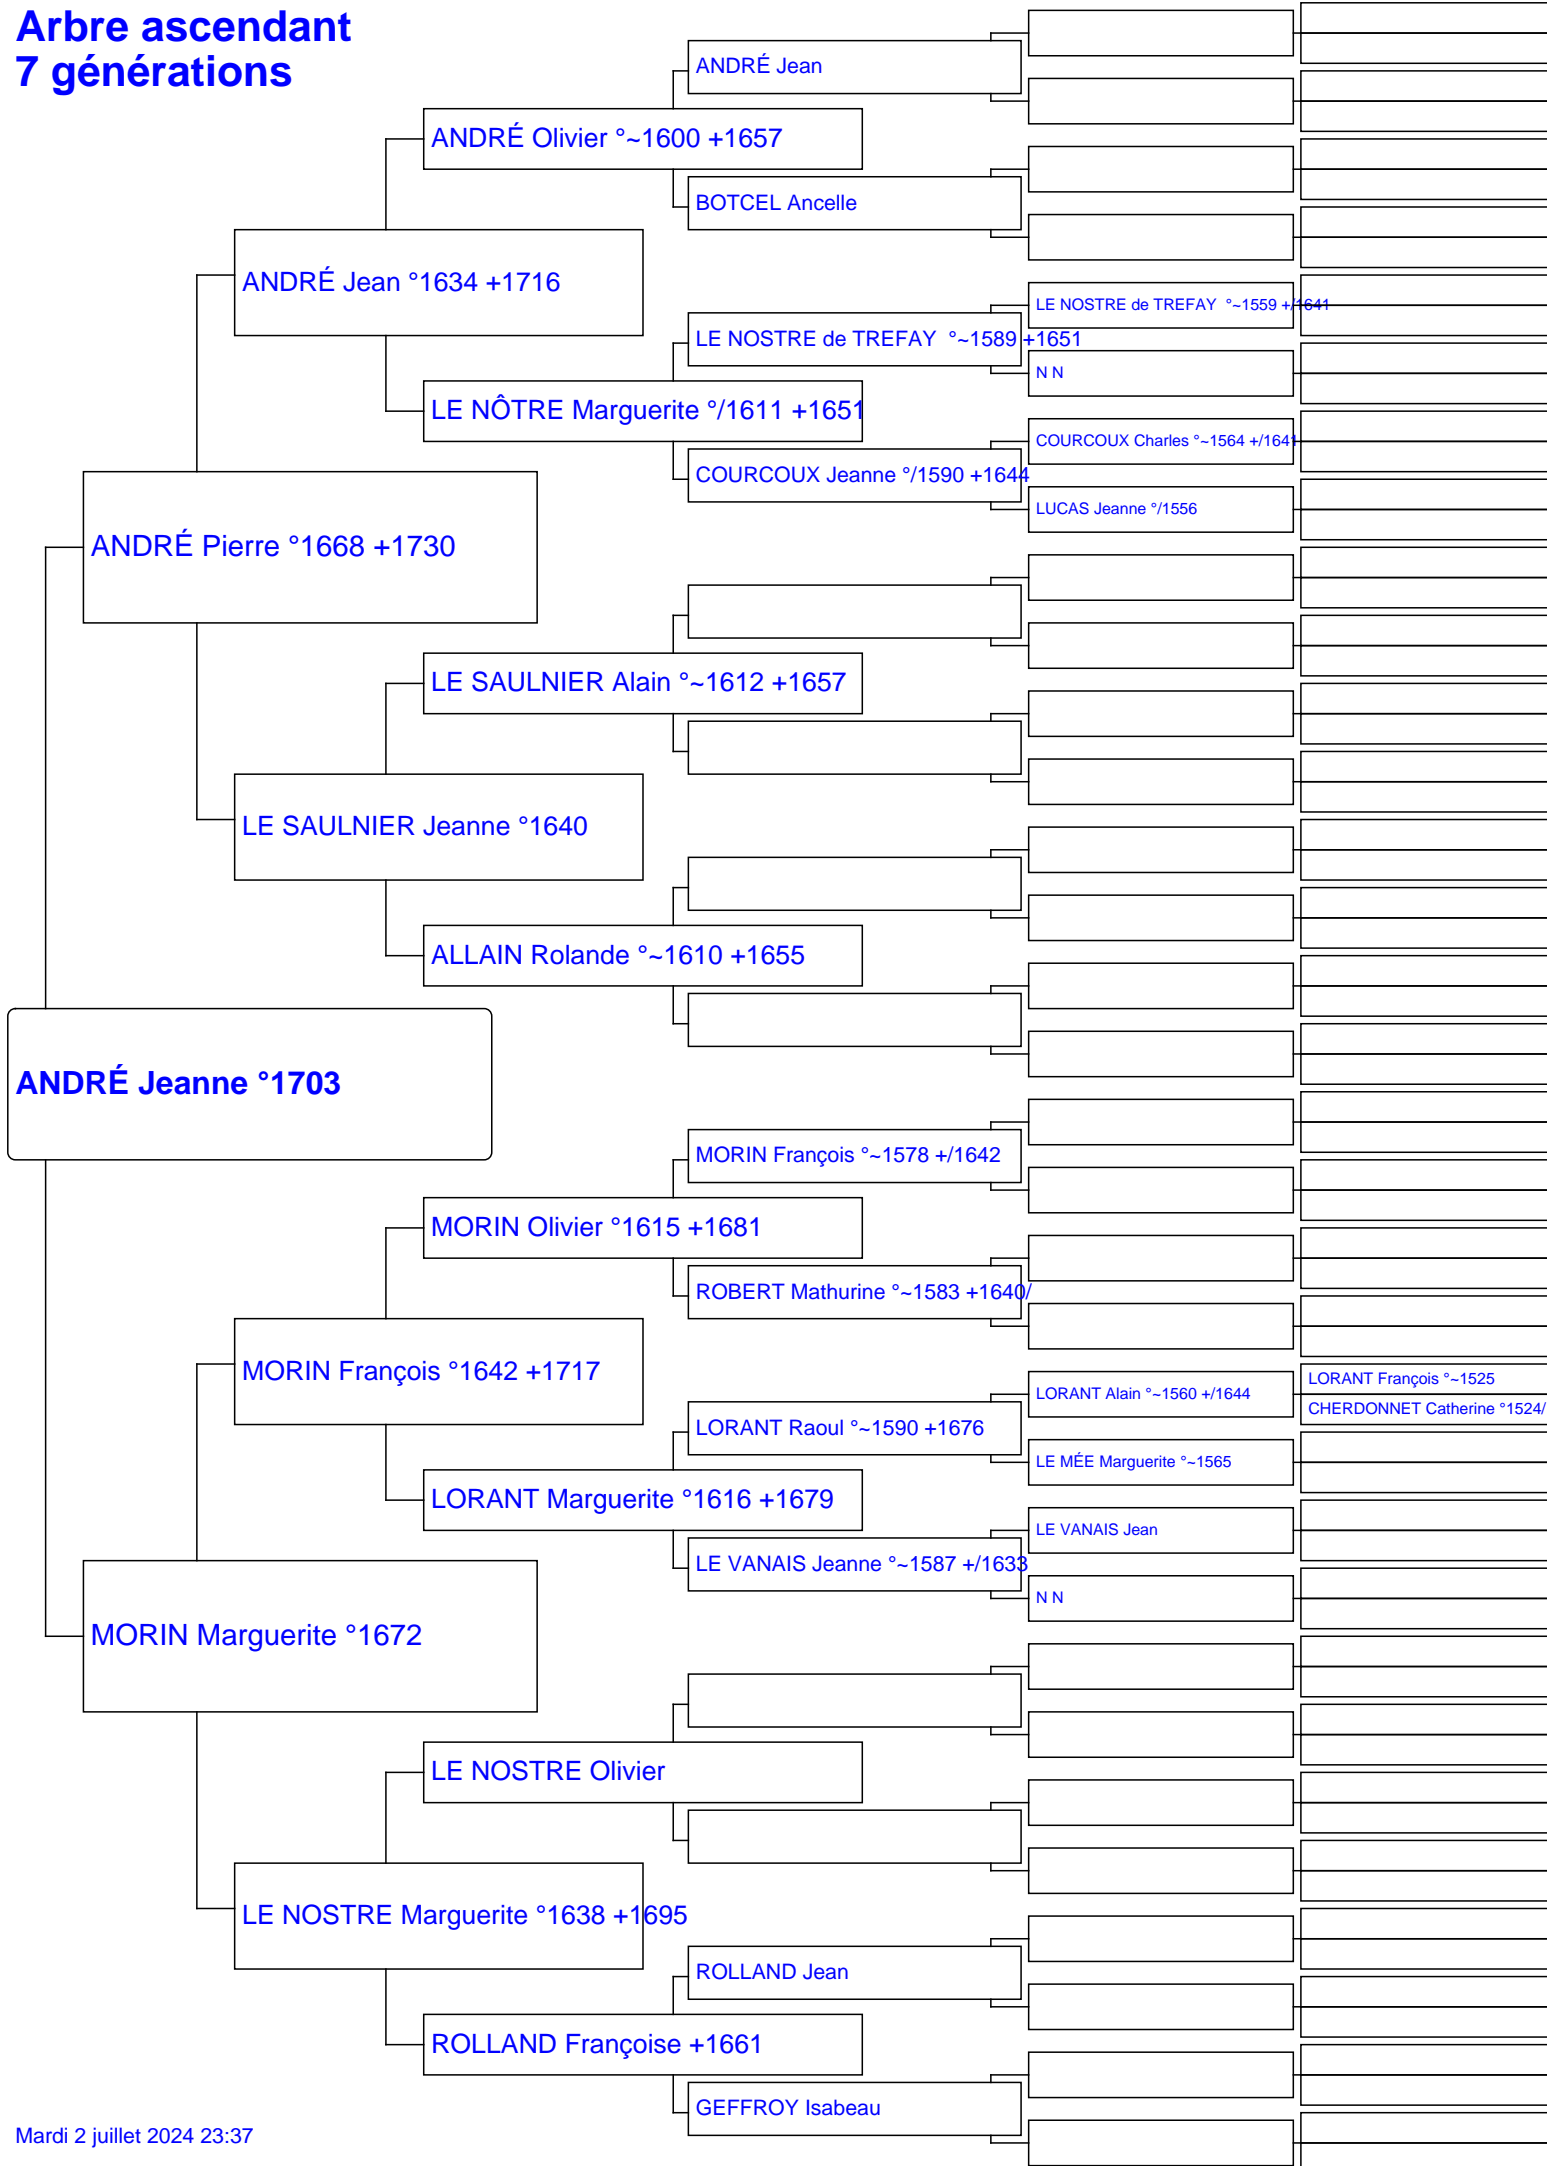 Arbre ascendant
7 générations
ANDRÉ Jean
ANDRÉ Olivier °~1600 +1657
BOTCEL Ancelle
ANDRÉ Jean °1634 +1716
LE NOSTRE de TREFAY  °~1559 +/1641
LE NOSTRE de TREFAY  °~1589 +1651
N N
LE NÔTRE Marguerite °/1611 +1651
COURCOUX Charles °~1564 +/1641
COURCOUX Jeanne °/1590 +1644
LUCAS Jeanne °/1556
ANDRÉ Pierre °1668 +1730
LE SAULNIER Alain °~1612 +1657
LE SAULNIER Jeanne °1640
ALLAIN Rolande °~1610 +1655
ANDRÉ Jeanne °1703
MORIN François °~1578 +/1642
MORIN Olivier °1615 +1681
ROBERT Mathurine °~1583 +1640/
MORIN François °1642 +1717
LORANT François °~1525
LORANT Alain °~1560 +/1644
CHERDONNET Catherine °1524/
LORANT Raoul °~1590 +1676
LE MÉE Marguerite °~1565
LORANT Marguerite °1616 +1679
LE VANAIS Jean
LE VANAIS Jeanne °~1587 +/1633
N N
MORIN Marguerite °1672
LE NOSTRE Olivier
LE NOSTRE Marguerite °1638 +1695
ROLLAND Jean
ROLLAND Françoise +1661
GEFFROY Isabeau
Mardi 2 juillet 2024 23:37